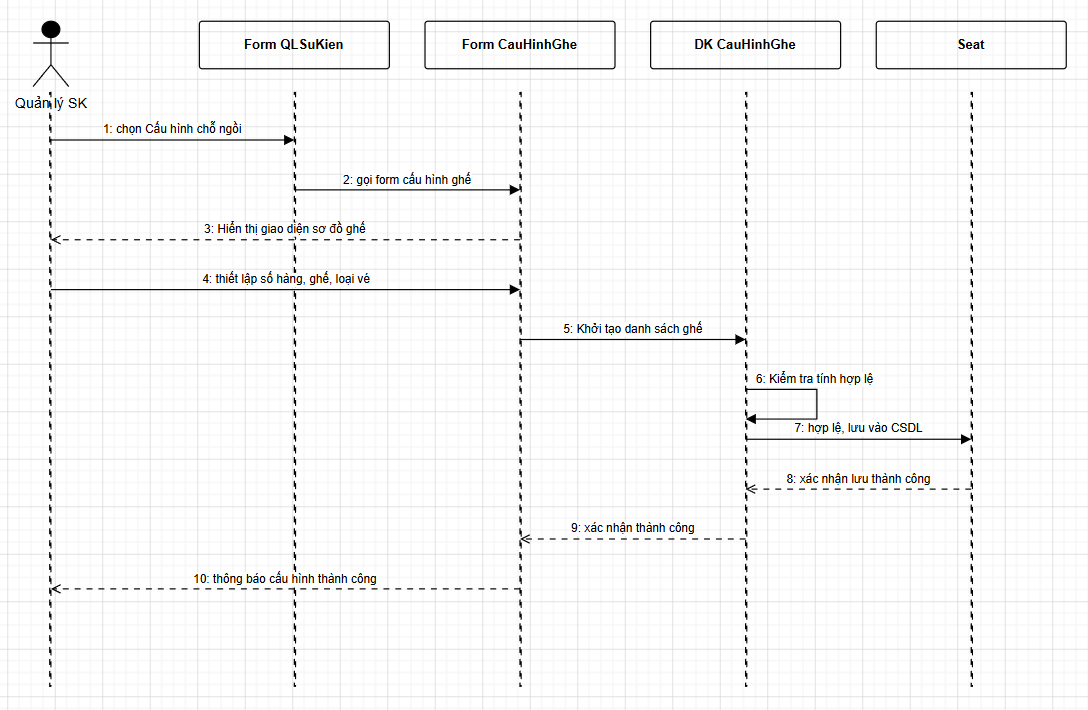 Form QLSuKien
Form CauHinhGhe
DK CauHinhGhe
Seat
Quản lý SK
1: chọn Cấu hình chỗ ngồi
2: gọi form cấu hình ghế
3: Hiển thị giao diện sơ đồ ghế
4: thiết lập số hàng, ghế, loại vé
5: Khởi tạo danh sách ghế
6: Kiểm tra tính hợp lệ
7: hợp lệ, lưu vào CSDL
8: xác nhận lưu thành công
9: xác nhận thành công
10: thông báo cấu hình thành công